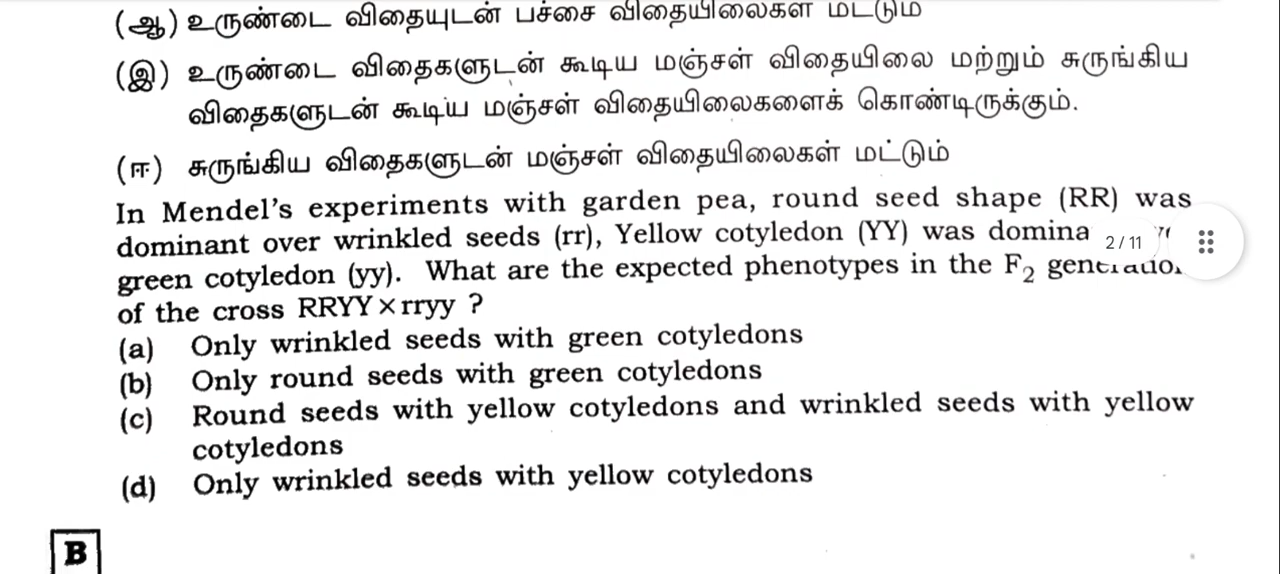 (ஆ) உருண்டை விதையுடன் பச்சை விதையிலைகள் மட்டும்
(இ) உருண்டை விதைகளுடன் கூடிய மஞ்சள் விதையிலை மற்றும் சுருங்கிய
விதைகளுடன் கூடிய மஞ்சள் விதையிலைகளைக் கொண்டிருக்கும்.
(ஈ) சுருங்கிய விதைகளுடன் மஞ்சள் விதையிலைகள் மட்டும்
In Mendel's experiments with garden pea, round seed shape (RR) was
dominant over wrinkled seeds (rr), Yellow cotyledon (YY) was domina
2 / 11
green cotyledon (yy). What are the expected phenotypes in the F₂
of the cross RRYY × rryy ?
(a) Only wrinkled seeds with green cotyledons
(b) Only round seeds with green cotyledons
(c) Round seeds with yellow cotyledons and wrinkled seeds with yellow
cotyledons
(d) Only wrinkled seeds with yellow cotyledons
B